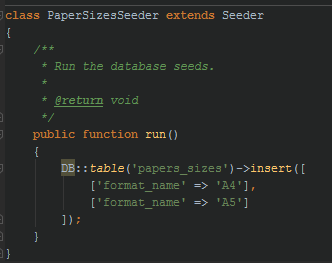 class PaperSizesSeeder extends Seeder
{
    /**
     * Run the database seeds.
     *
     * @return void
     */
    public function run()
    {
        DB::table('papers_sizes')->insert([
            ['format_name' => 'A4'],
            ['format_name' => 'A5']
        ]);
    }
}